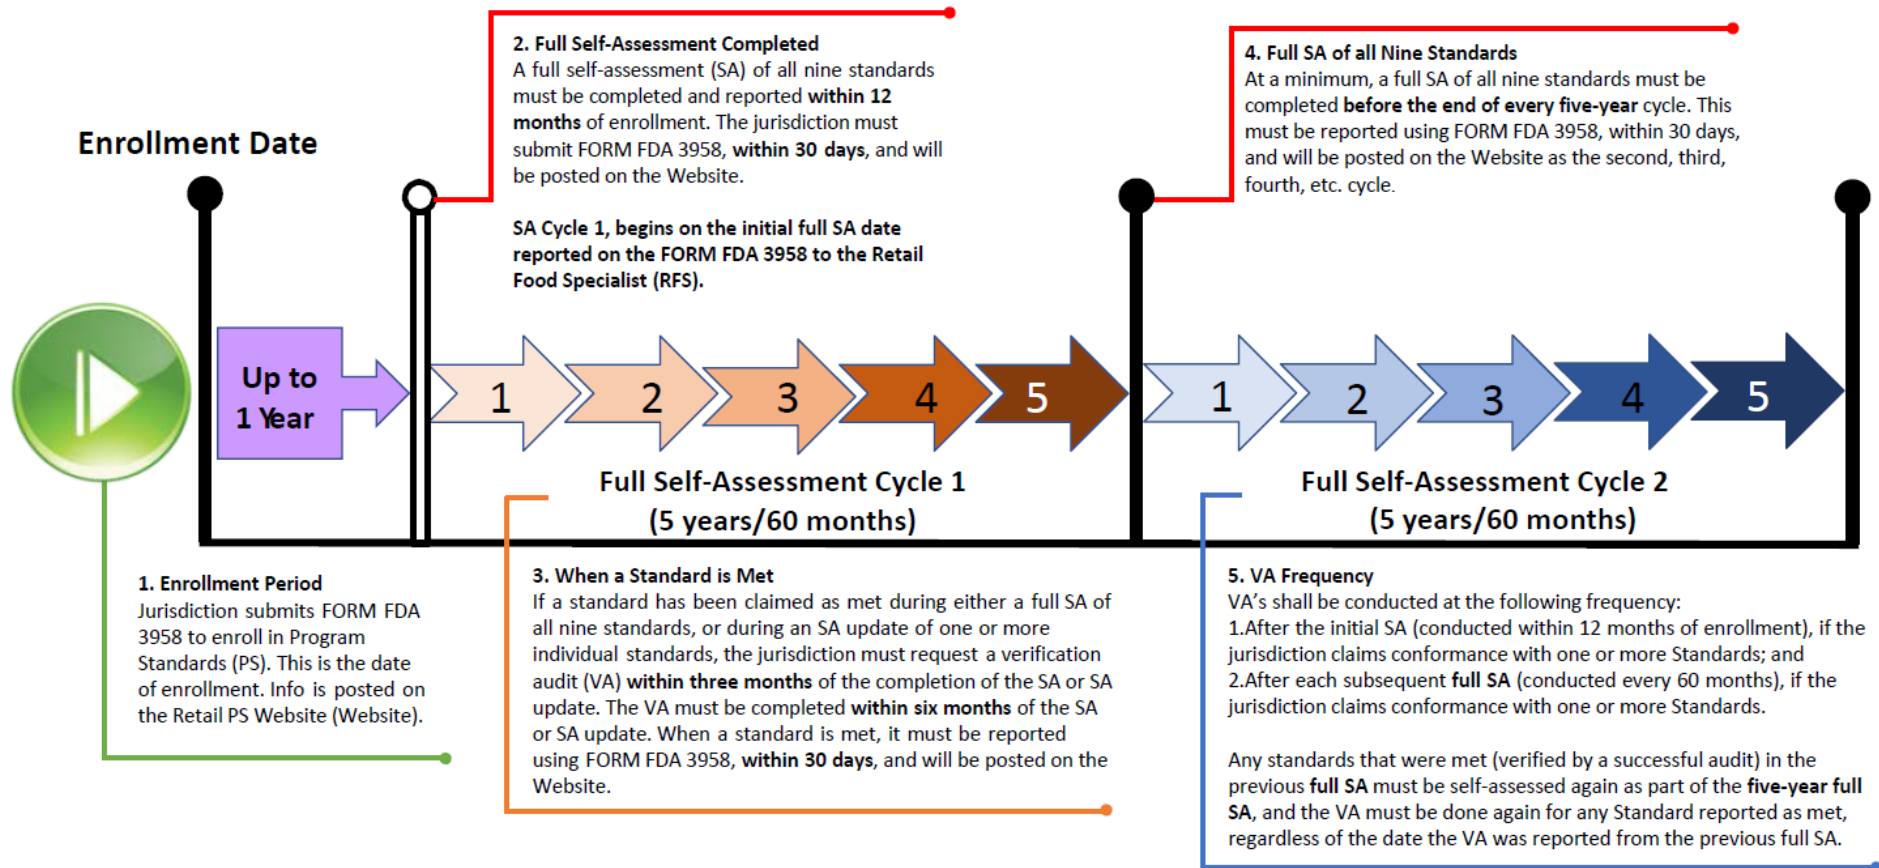 Enrollment Date
2. Full Self-Assessment Completed
A full self-assessment (SA) of all nine standards
must be completed and reported within 12
months of enrollment. The jurisdiction must
submit FORM FDA 3958, within 30 days, and will
be posted on the Website.
SA Cycle 1, begins on the initial full SA date
reported on the FORM FDA 3958 to the Retail
Food Specialist (RFS).
4. Full SA of all Nine Standards
At a minimum, a full SA of all nine standards must be
completed before the end of every five-year cycle. This
must be reported using FORM FDA 3958, within 30 days,
and will be posted on the Website as the second, third,
fourth, etc. cycle.
Up to
1 Year
1
2
3
4
5
1
2
3
4
5
Full Self-Assessment Cycle 1
(5 years/60 months)
Full Self-Assessment Cycle 2
(5 years/60 months)
1. Enrollment Period
Jurisdiction submits FORM FDA
3958 to enroll in Program
Standards (PS). This is the date
of enrollment. Info is posted on
the Retail PS Website (Website).
3. When a Standard is Met
If a standard has been claimed as met during either a full SA of
all nine standards, or during an SA update of one or more
individual standards, the jurisdiction must request a verification
audit (VA) within three months of the completion of the SA or SA
update. The VA must be completed within six months of the SA
or SA update. When a standard is met, it must be reported
using FORM FDA 3958, within 30 days, and will be posted on the
Website.
5. VA Frequency
VA's shall be conducted at the following frequency:
1.After the initial SA (conducted within 12 months of enrollment), if the
jurisdiction claims conformance with one or more Standards; and
2.After each subsequent full SA (conducted every 60 months), if the
jurisdiction claims conformance with one or more Standards.
Any standards that were met (verified by a successful audit) in the
previous full SA must be self-assessed again as part of the five-year full
SA, and the VA must be done again for any Standard reported as met,
regardless of the date the VA was reported from the previous full SA.